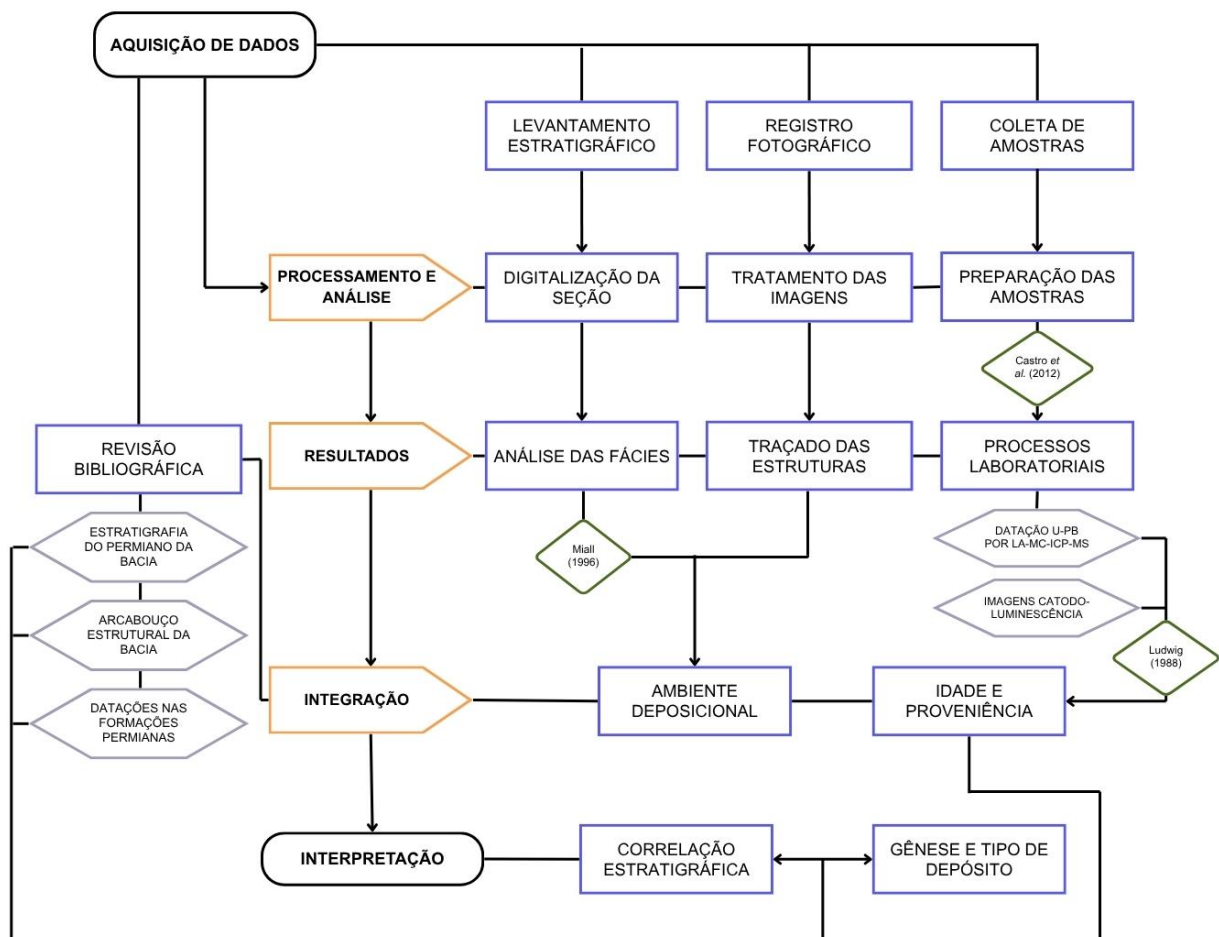 AQUISIÇÃO DE DADOS
LEVANTAMENTO
ESTRATIGRÁFICO
REGISTRO
FOTOGRÁFICO
COLETA DE
AMOSTRAS
PROCESSAMENTO E
ANÁLISE
DIGITALIZAÇÃO DA
SEÇÃO
TRATAMENTO DAS
IMAGENS
PREPARAÇÃO DAS
AMOSTRAS
Castro et
al. (2012)
REVISÃO
BIBLIOGRÁFICA
RESULTADOS
ANÁLISE DAS FÁCIES
TRAÇADO DAS
ESTRUTURAS
PROCESSOS
LABORATORIAIS
ESTRATIGRAFIA
DO PERMIANO DA
BACIA
Miall
(1996)
DATAÇÃO U-PB
POR LA-MC-ICP-MS
ARCABOUÇO
ESTRUTURAL DA
BACIA
IMAGENS CATODO-
LUMINESCÊNCIA
Ludwig
(1988)
DATAÇÕES NAS
FORMAÇÕES
PERMIANAS
INTEGRAÇÃO
AMBIENTE
DEPOSICIONAL
IDADE E
PROVENIÊNCIA
INTERPRETAÇÃO
CORRELAÇÃO
ESTRATIGRÁFICA
GÊNESE E TIPO DE
DEPÓSITO